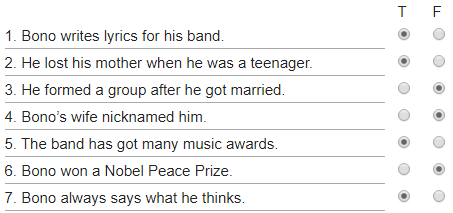 T F
1. Bono writes lyrics for his band.
2. He lost his mother when he was a teenager.
3. He formed a group after he got married.
4. Bono's wife nicknamed him.
5. The band has got many music awards.
6. Bono won a Nobel Peace Prize.
7. Bono always says what he thinks.